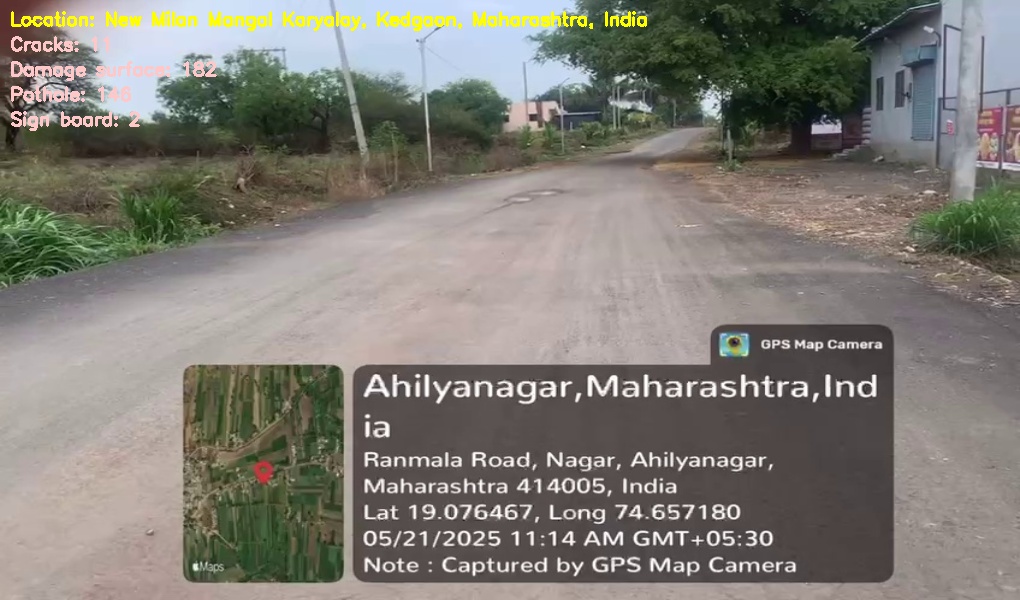 Location: New Milan Mangal Karyalay, Kedgaon, Maharashtra, India
Cracks: 11
Damage surface: 182
Pothole: 146
Sign board: 2
GPS Map Camera
Ahilyanagar,Maharashtra,Ind
ia
Ranmala Road, Nagar, Ahilyanagar,
Maharashtra 414005, India
Lat 19.076467, Long 74.657180
05/21/2025 11:14 AM GMT+05:30
Note : Captured by GPS Map Camera
Maps